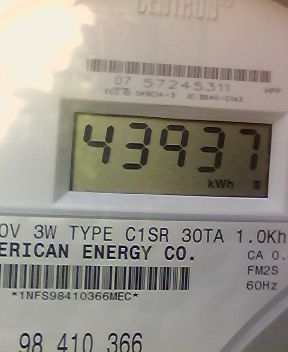 CENTRON
07 57245311
43937
kWh
0V 3W TYPE C1SR 30TA 1.0Kh
ERICAN ENERGY CO.
CA 0.
FM2S
60Hz
*1NFS98410366MEC*
98 410 366